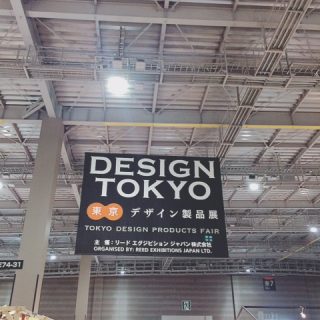 DESIGN
TOKYO
東京 デザイン製品展
TOKYO DESIGN PRODUCTS FAIR
主 催:リード エグジビション ジャパン株式会社
ORGANISED BY: REED EXHIBITIONS JAPAN LTD.
E74-31